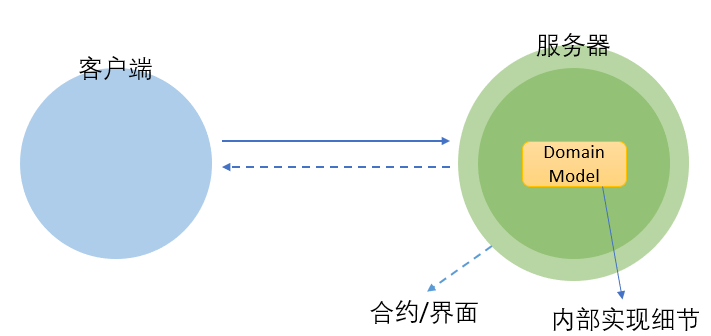 客户端
服务器
Domain
Model
合约/界面
内部实现细节